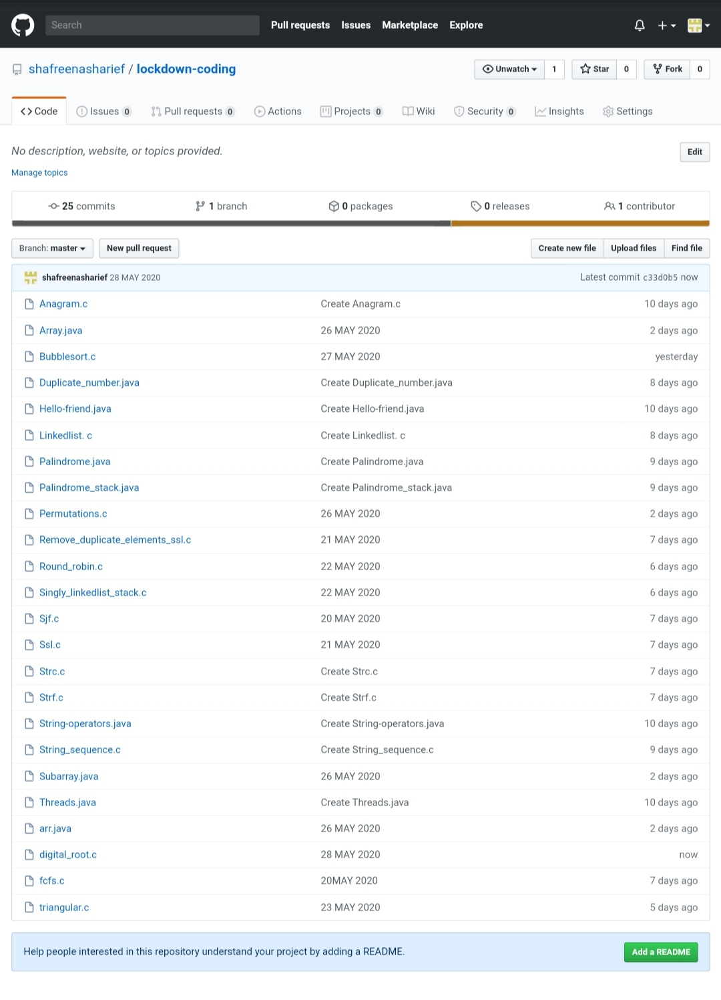 Search Pull requests Issues Marketplace Explore
shafreenasharief / lockdown-coding Unwatch 1 Star 0 Fork 0
Code Issues 0 Pull requests 0 Actions Projects 0 Wiki Security 0 Insights Settings
No description, website, or topics provided. Edit
Manage topics
25 commits 1 branch 0 packages 0 releases 1 contributor
Branch: master New pull request Create new file Upload files Find file
shafreenasharief 28 MAY 2020 Latest commit c33d0b5 now
Anagram.c Create Anagram.c 10 days ago
Array.java 26 MAY 2020 2 days ago
Bubblesort.c 27 MAY 2020 yesterday
Duplicate_number.java Create Duplicate_number.java 8 days ago
Hello-friend.java Create Hello-friend.java 10 days ago
Linkedlist. c Create Linkedlist. c 8 days ago
Palindrome.java Create Palindrome.java 9 days ago
Palindrome_stack.java Create Palindrome_stack.java 9 days ago
Permutations.c 26 MAY 2020 2 days ago
Remove_duplicate_elements_ssl.c 21 MAY 2020 7 days ago
Round_robin.c 22 MAY 2020 6 days ago
Singly_linkedlist_stack.c 22 MAY 2020 6 days ago
Sjf.c 20 MAY 2020 7 days ago
Ssl.c 21 MAY 2020 7 days ago
Strc.c Create Strc.c 7 days ago
Strf.c Create Strf.c 7 days ago
String-operators.java Create String-operators.java 10 days ago
String_sequence.c Create String_sequence.c 9 days ago
Subarray.java 26 MAY 2020 2 days ago
Threads.java Create Threads.java 10 days ago
arr.java 26 MAY 2020 2 days ago
digital_root.c 28 MAY 2020 now
fcfs.c 20MAY 2020 7 days ago
triangular.c 23 MAY 2020 5 days ago
Help people interested in this repository understand your project by adding a README. Add a README